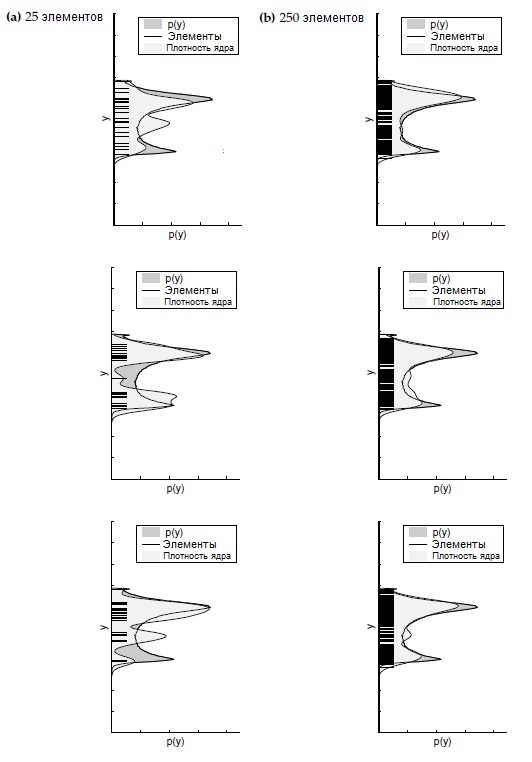 (a) 25 элементов
(b) 250 элементов
p(y)
Элементы
Плотность ядра
y
p(y)
p(y)
Элементы
Плотность ядра
y
p(y)
p(y)
Элементы
Плотность ядра
y
p(y)
p(y)
Элементы
Плотность ядра
y
p(y)
p(y)
Элементы
Плотность ядра
y
p(y)
p(y)
Элементы
Плотность ядра
y
p(y)